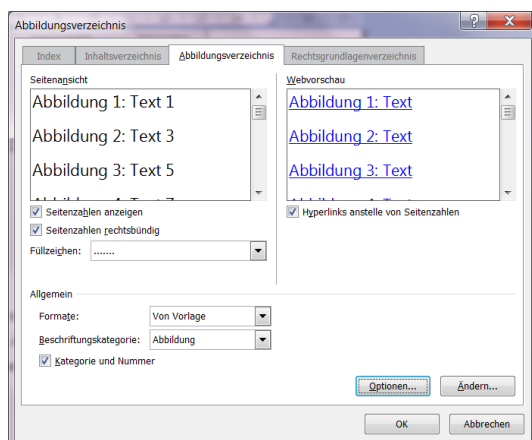 Abbildungsverzeichnis
Index Inhaltsverzeichnis Abbildungsverzeichnis Rechtsgrundlagenverzeichnis
Seitenansicht
Abbildung 1: Text 1
Abbildung 2: Text 3
Abbildung 3: Text 5
Seitenzahlen anzeigen
Seitenzahlen rechtsbündig
Füllzeichen: .......
Webvorschau
Abbildung 1: Text
Abbildung 2: Text
Abbildung 3: Text
Hyperlinks anstelle von Seitenzahlen
Allgemein
Formate: Von Vorlage
Beschriftungskategorie: Abbildung
Kategorie und Nummer
Optionen... Ändern...
OK Abbrechen